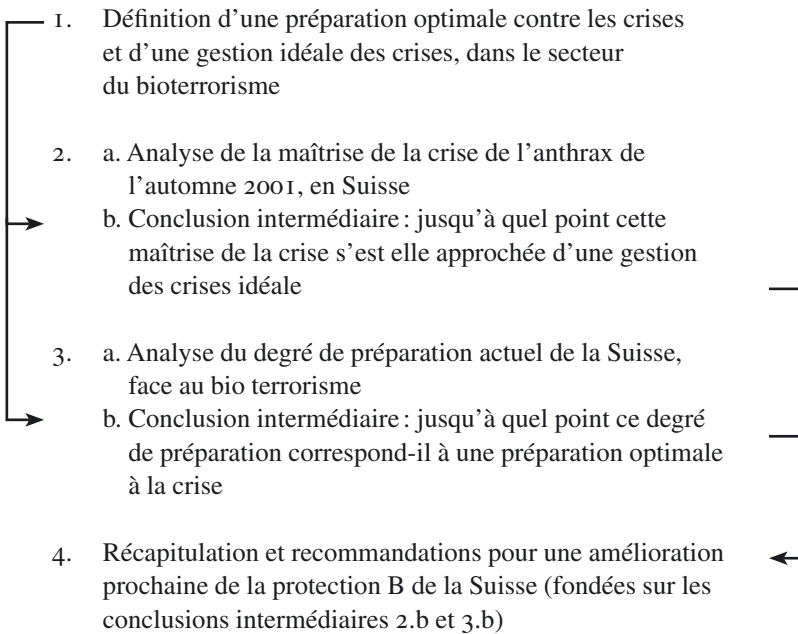 1. Définition d’une préparation optimale contre les crises
et d’une gestion idéale des crises, dans le secteur
du bioterrorisme
2. a. Analyse de la maîtrise de la crise de l’anthrax de
l’automne 2001, en Suisse
b. Conclusion intermédiaire : jusqu’à quel point cette
maîtrise de la crise s’est elle approchée d’une gestion
des crises idéale
3. a. Analyse du degré de préparation actuel de la Suisse,
face au bio terrorisme
b. Conclusion intermédiaire : jusqu’à quel point ce degré
de préparation correspond-il à une préparation optimale
à la crise
4. Récapitulation et recommandations pour une amélioration
prochaine de la protection B de la Suisse (fondées sur les
conclusions intermédiaires 2.b et 3.b)